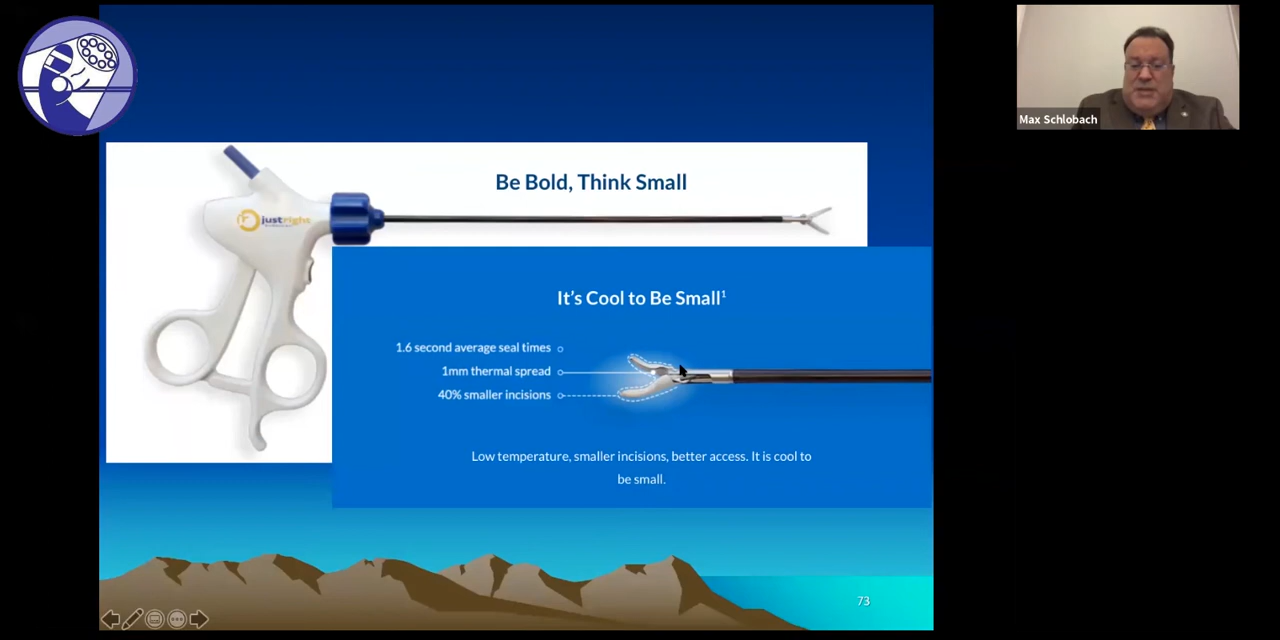 Be Bold, Think Small
justright
It's Cool to Be Small¹
1.6 second average seal times
1mm thermal spread
40% smaller incisions
Low temperature, smaller incisions, better access. It is cool to
be small.
73
Max Schlobach